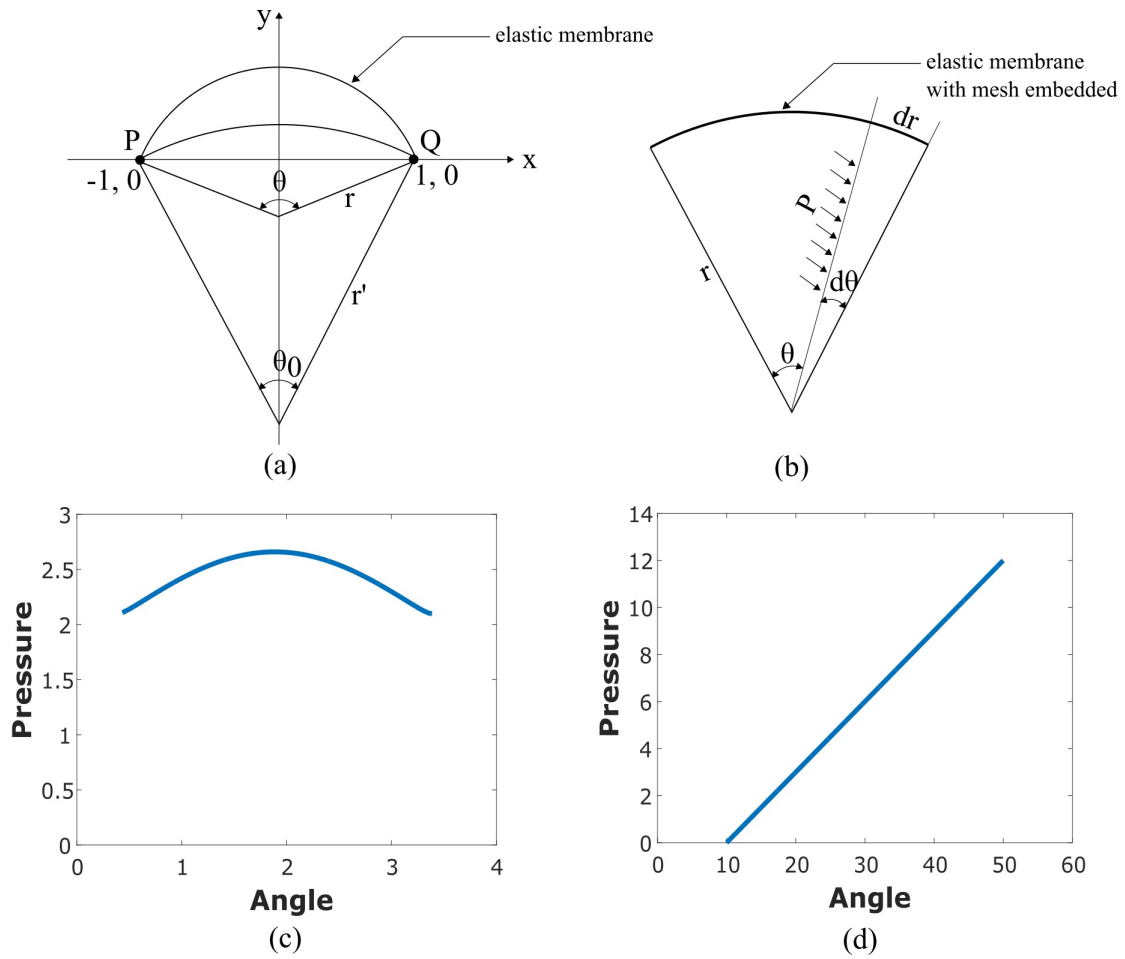 y
elastic membrane
P
Q
x
-1, 0
1, 0
θ
r
r'
θ0
(a)
elastic membrane
with mesh embedded
dr
P
r
dθ
θ
(b)
3
2.5
2
1.5
1
0.5
0
0
1
2
3
4
Pressure
Angle
(c)
14
12
10
8
6
4
2
0
0
10
20
30
40
50
60
Pressure
Angle
(d)